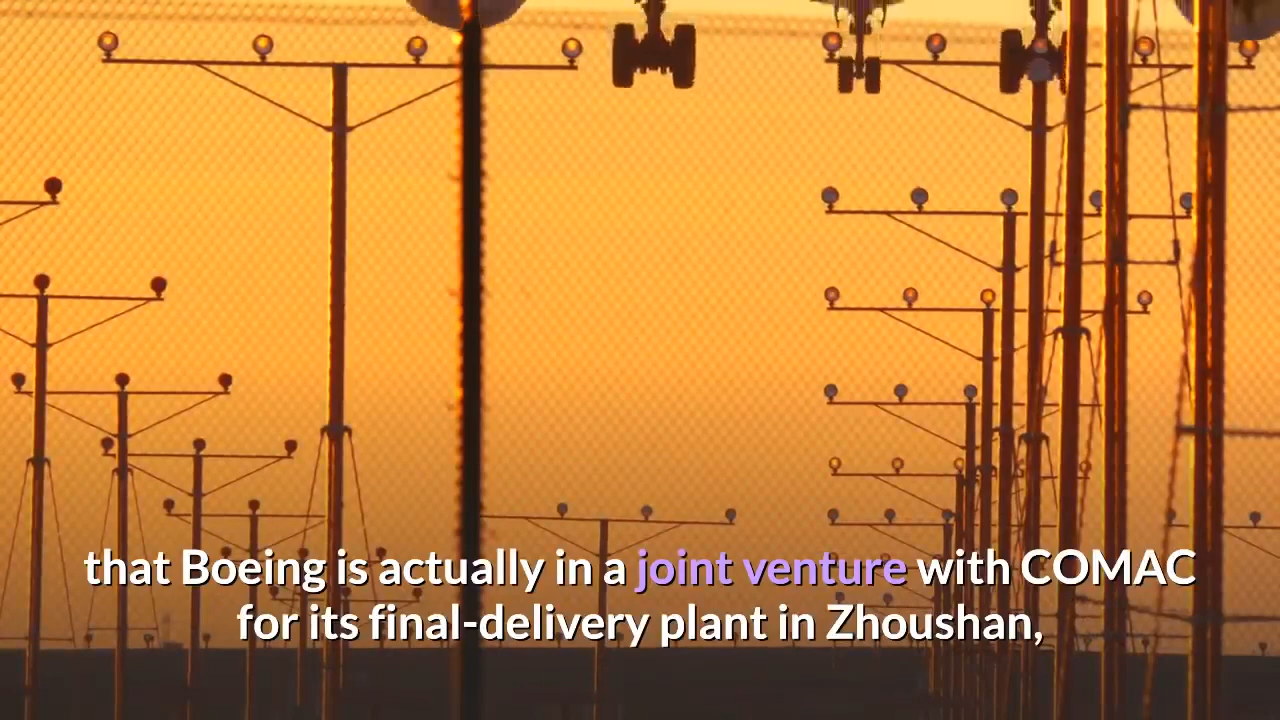 that Boeing is actually in a joint venture with COMAC
for its final-delivery plant in Zhoushan,